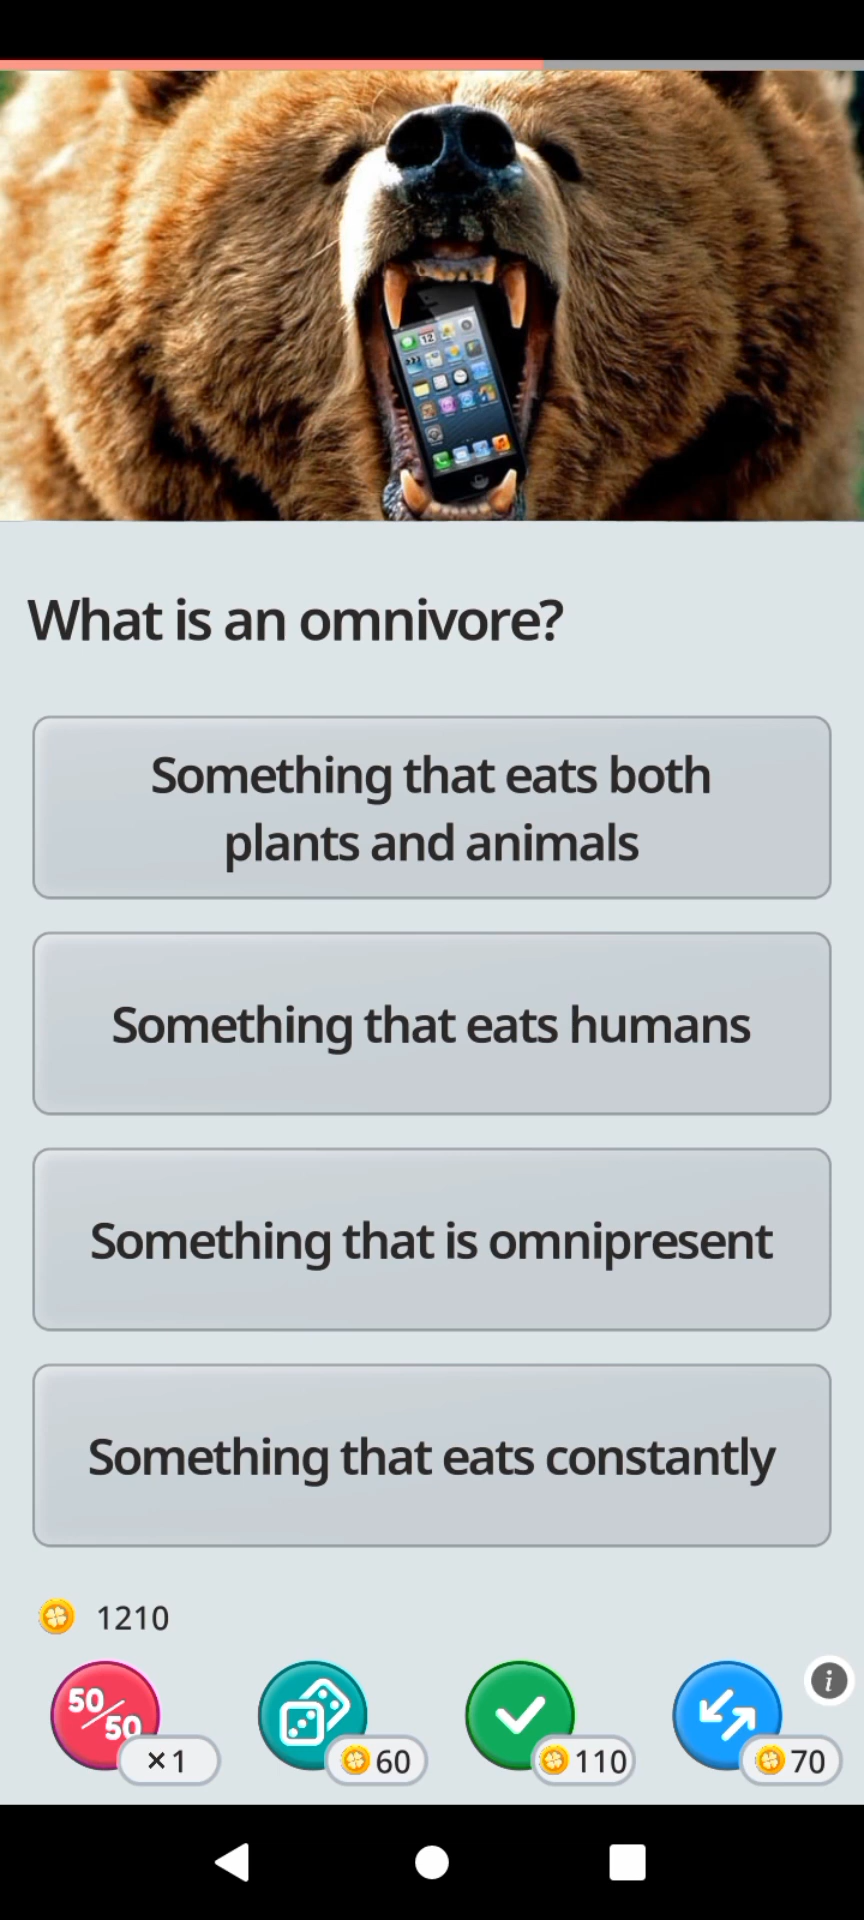 What is an omnivore?
Something that eats both
plants and animals
Something that eats humans
Something that is omnipresent
Something that eats constantly
1210
50/50
×1
60
110
70
i